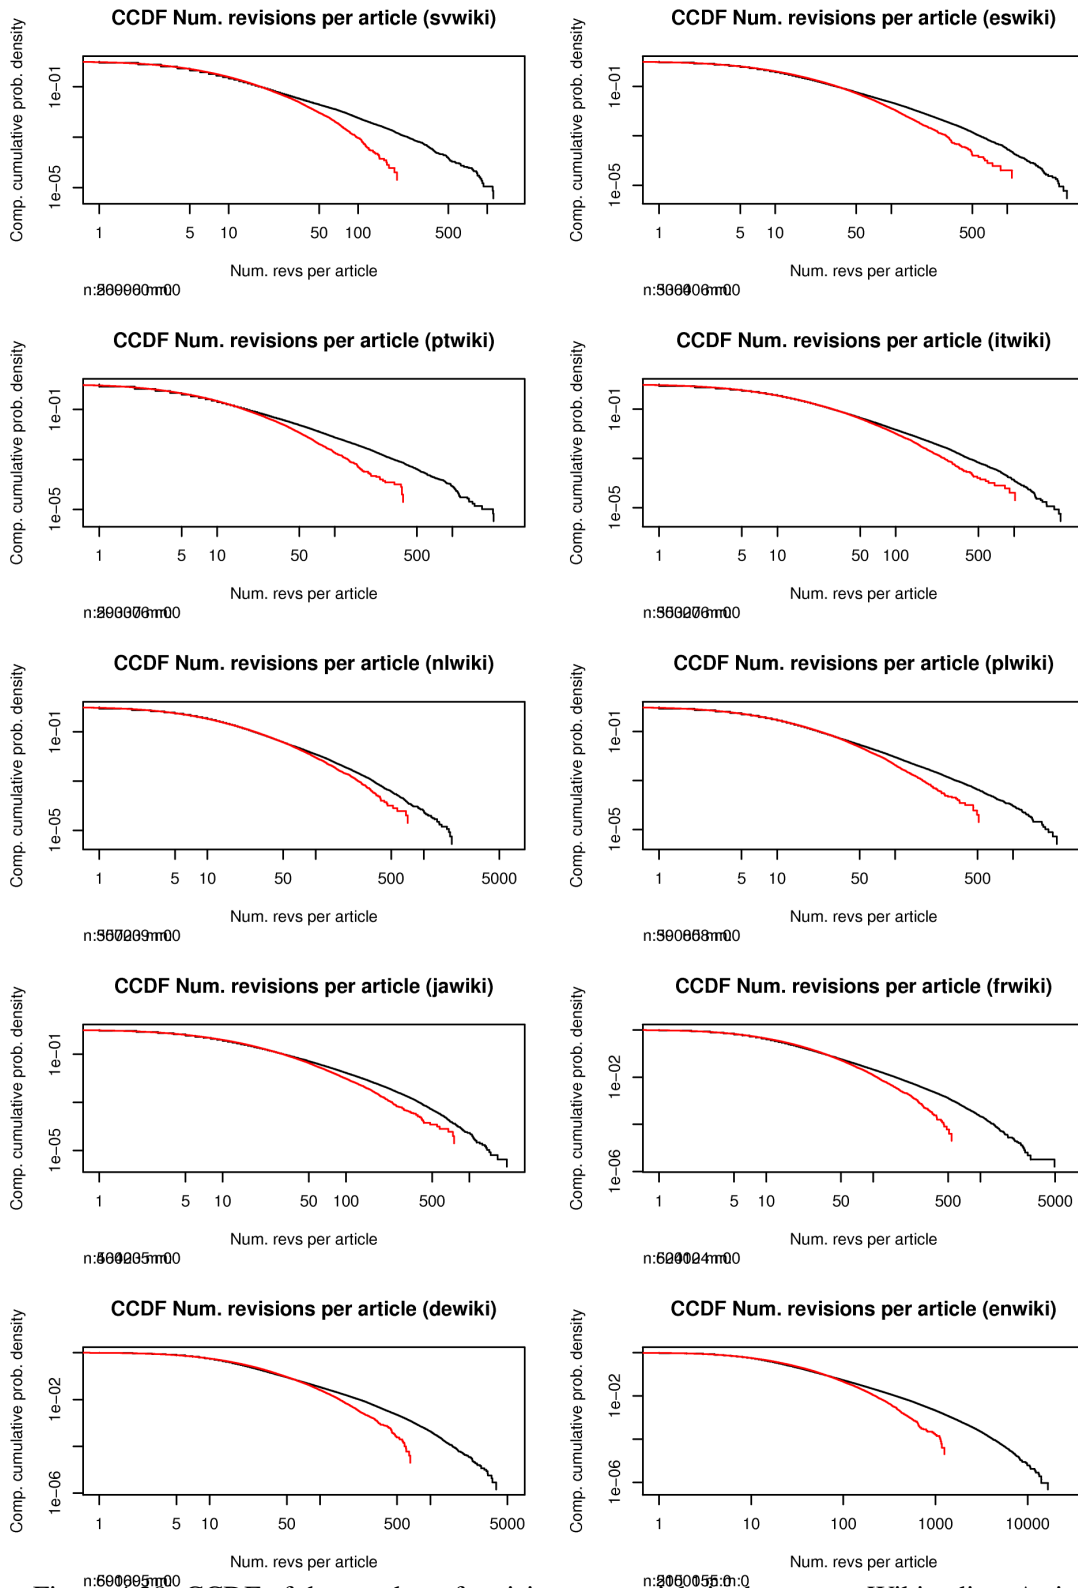 CCDF Num. revisions per article (svwiki)
Comp. cumulative prob. density
1e−01
1e−05
1 5 10 50 100 500
Num. revs per article
CCDF Num. revisions per article (eswiki)
Comp. cumulative prob. density
1e−01
1e−05
1 5 10 50 500
Num. revs per article
CCDF Num. revisions per article (ptwiki)
Comp. cumulative prob. density
1e−01
1e−05
1 5 10 50 500
Num. revs per article
CCDF Num. revisions per article (itwiki)
Comp. cumulative prob. density
1e−01
1e−05
1 5 10 50 100 500
Num. revs per article
CCDF Num. revisions per article (nlwiki)
Comp. cumulative prob. density
1e−01
1e−05
1 5 10 50 500 5000
Num. revs per article
CCDF Num. revisions per article (plwiki)
Comp. cumulative prob. density
1e−01
1e−05
1 5 10 50 500
Num. revs per article
CCDF Num. revisions per article (jawiki)
Comp. cumulative prob. density
1e−01
1e−05
1 5 10 50 100 500
Num. revs per article
CCDF Num. revisions per article (frwiki)
Comp. cumulative prob. density
1e−02
1e−06
1 5 10 50 500 5000
Num. revs per article
CCDF Num. revisions per article (dewiki)
Comp. cumulative prob. density
1e−02
1e−06
1 5 10 50 500 5000
Num. revs per article
CCDF Num. revisions per article (enwiki)
Comp. cumulative prob. density
1e−02
1e−06
1 10 100 1000 10000
Num. revs per article